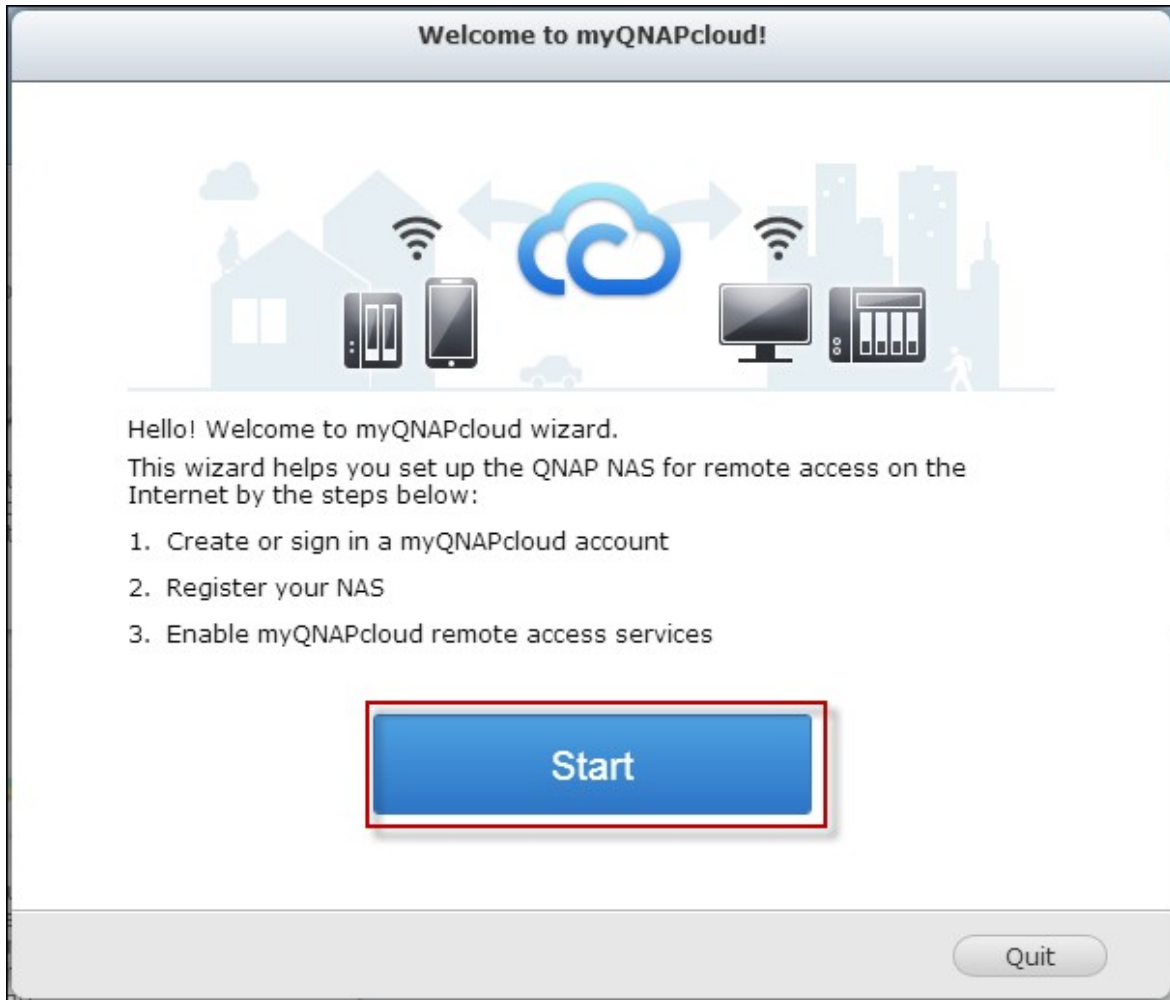 Welcome to myQNAPcloud!
Hello! Welcome to myQNAPcloud wizard.
This wizard helps you set up the QNAP NAS for remote access on the
Internet by the steps below:
1. Create or sign in a myQNAPcloud account
2. Register your NAS
3. Enable myQNAPcloud remote access services
Start
Quit